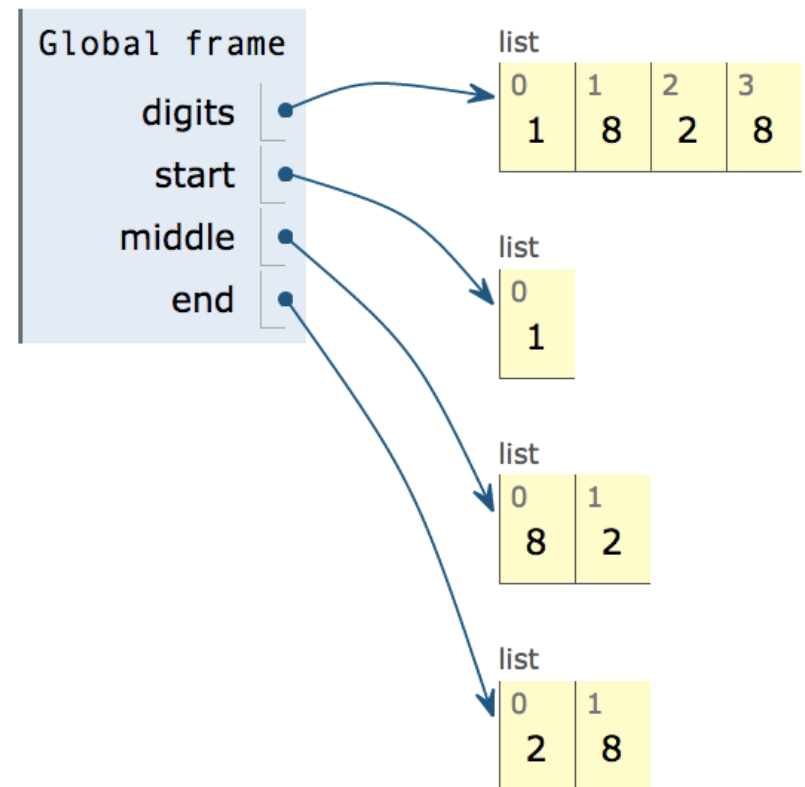 Global frame
digits
start
middle
end
list
0 1 2 3
1 8 2 8
list
0
1
list
0 1
8 2
list
0 1
2 8